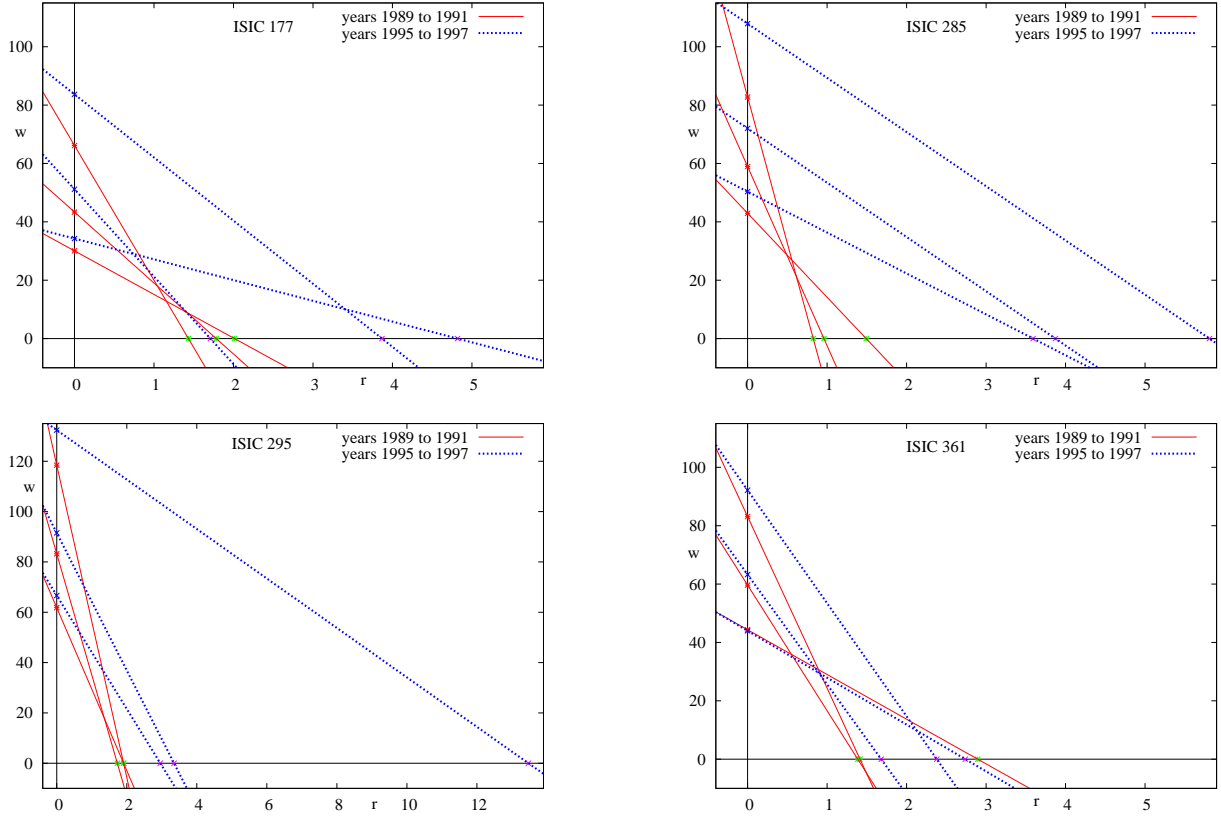 ISIC 177
years 1989 to 1991
years 1995 to 1997
100
80
w
60
40
20
0
0 1 2 3 r 4 5
ISIC 285
years 1989 to 1991
years 1995 to 1997
100
80
w
60
40
20
0
0 1 2 3 r 4 5
ISIC 295
years 1989 to 1991
years 1995 to 1997
120
w
100
80
60
40
20
0
0 2 4 6 8 r 10 12
ISIC 361
years 1989 to 1991
years 1995 to 1997
100
80
w
60
40
20
0
0 1 2 3 r 4 5